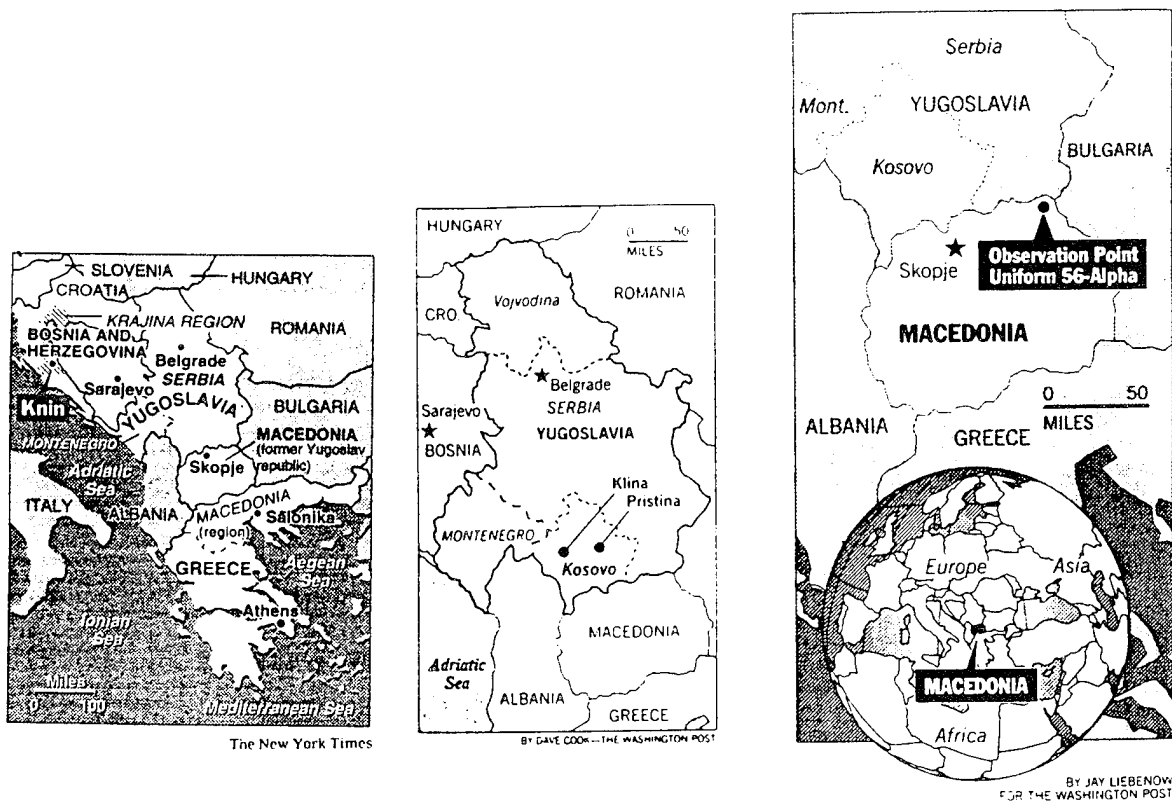 SLOVENIA
HUNGARY
CROATIA
KRAJINA REGION
ROMANIA
BOSNIA AND
HERZEGOVINA
Belgrade
SERBIA
Sarajevo
YUGOSLAVIA
Knin
BULGARIA
MONTENEGRO
MACEDONIA
(former Yugoslav
republic)
Skopje
Adriatic
Sea
ITALY
ALBANIA
MACEDONIA
(region)
Salonika
GREECE
Aegean
Sea
Athens
Ionian
Sea
Miles
0 100
Mediterranean Sea
The New York Times
HUNGARY
0 50
MILES
Vojvodina
ROMANIA
CRO.
Belgrade
SERBIA
Sarajevo
YUGOSLAVIA
BOSNIA
Klina
Pristina
MONTENEGRO
Kosovo
MACEDONIA
Adriatic
Sea
ALBANIA
GREECE
BY DAVE COOK—THE WASHINGTON POST
Serbia
Mont.
YUGOSLAVIA
Kosovo
BULGARIA
Skopje
Observation Point
Uniform 56-Alpha
MACEDONIA
0 50
MILES
ALBANIA
GREECE
Europe
Asia
MACEDONIA
Africa
BY JAY LIEBENOW
FOR THE WASHINGTON POST